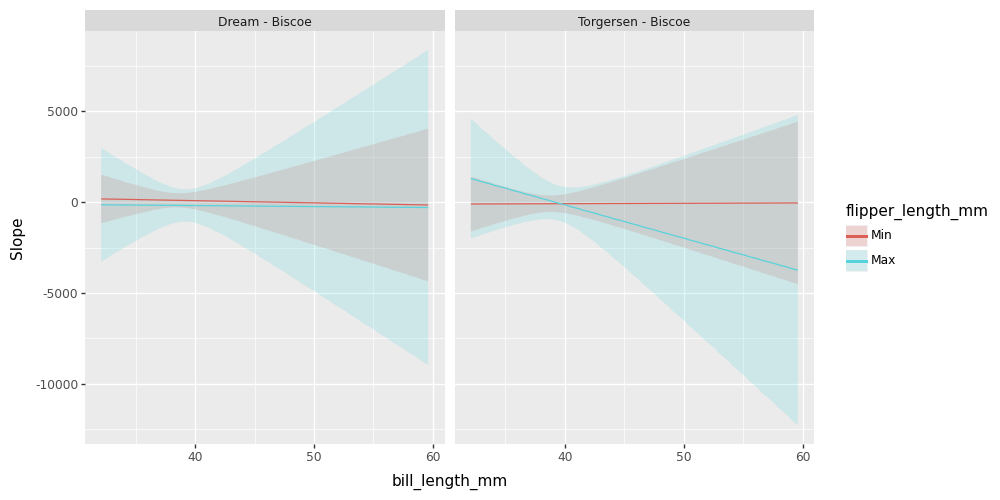 Dream - Biscoe
Torgersen - Biscoe
5000
0
-5000
-10000
Slope
40
50
60
40
50
60
bill_length_mm
flipper_length_mm
Min
Max